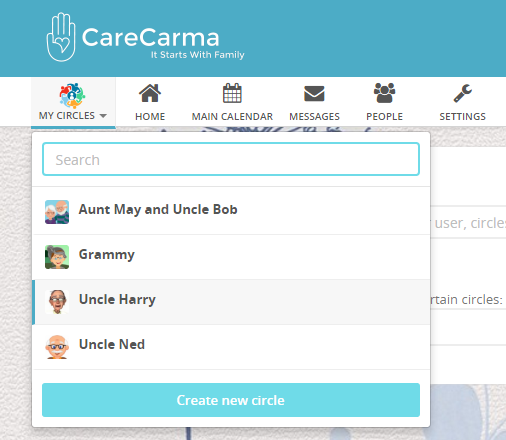 CareCarma
It Starts With Family
MY CIRCLES
HOME
MAIN CALENDAR
MESSAGES
PEOPLE
SETTINGS
Search
Aunt May and Uncle Bob
user, circles
Grammy
Uncle Harry
rtain circles:
Uncle Ned
Create new circle